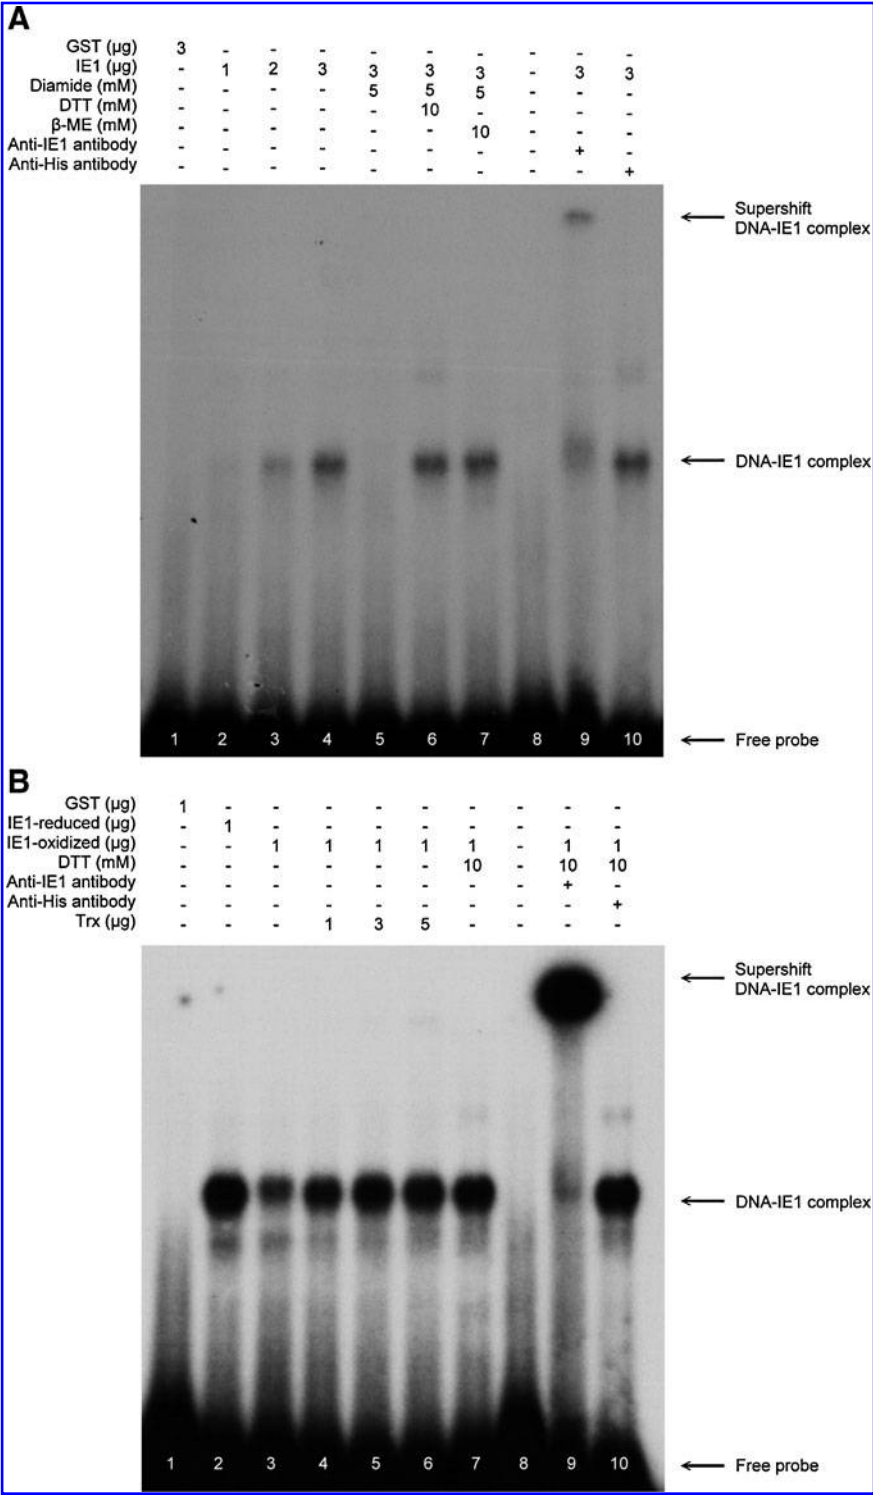 A
GST (µg) 3 - - - - - - - - -
IE1 (µg) - 1 2 3 3 3 3 - 3 3
Diamide (mM) - - - - 5 5 5 - - -
DTT (mM) - - - - - 10 - - - -
β-ME (mM) - - - - - - 10 - - -
Anti-IE1 antibody - - - - - - - - + -
Anti-His antibody - - - - - - - - - +
Supershift
DNA-IE1 complex
DNA-IE1 complex
1 2 3 4 5 6 7 8 9 10
Free probe
B
GST (µg) 1 - - - - - - - - -
IE1-reduced (µg) - 1 - - - - - - - -
IE1-oxidized (µg) - - 1 1 1 1 1 - 1 1
DTT (mM) - - - - - - 10 - 10 10
Anti-IE1 antibody - - - - - - - - + -
Anti-His antibody - - - - - - - - - +
Trx (µg) - - - 1 3 5 - - - -
Supershift
DNA-IE1 complex
DNA-IE1 complex
1 2 3 4 5 6 7 8 9 10
Free probe